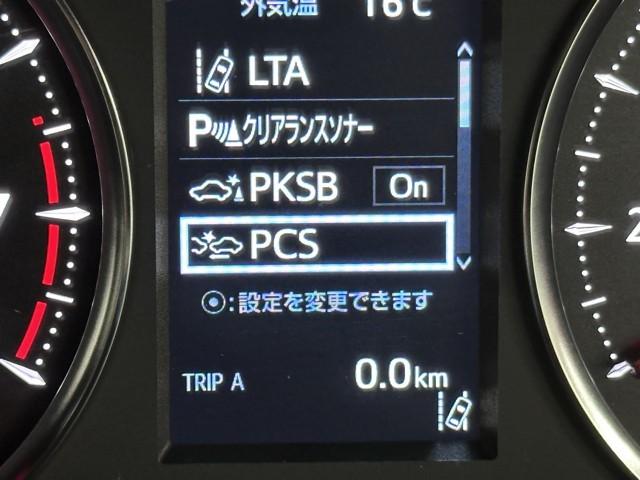 外気温 16℃
LTA
P クリアランスソナー
PKSB On
PCS
:設定を変更できます
TRIP A 0.0km